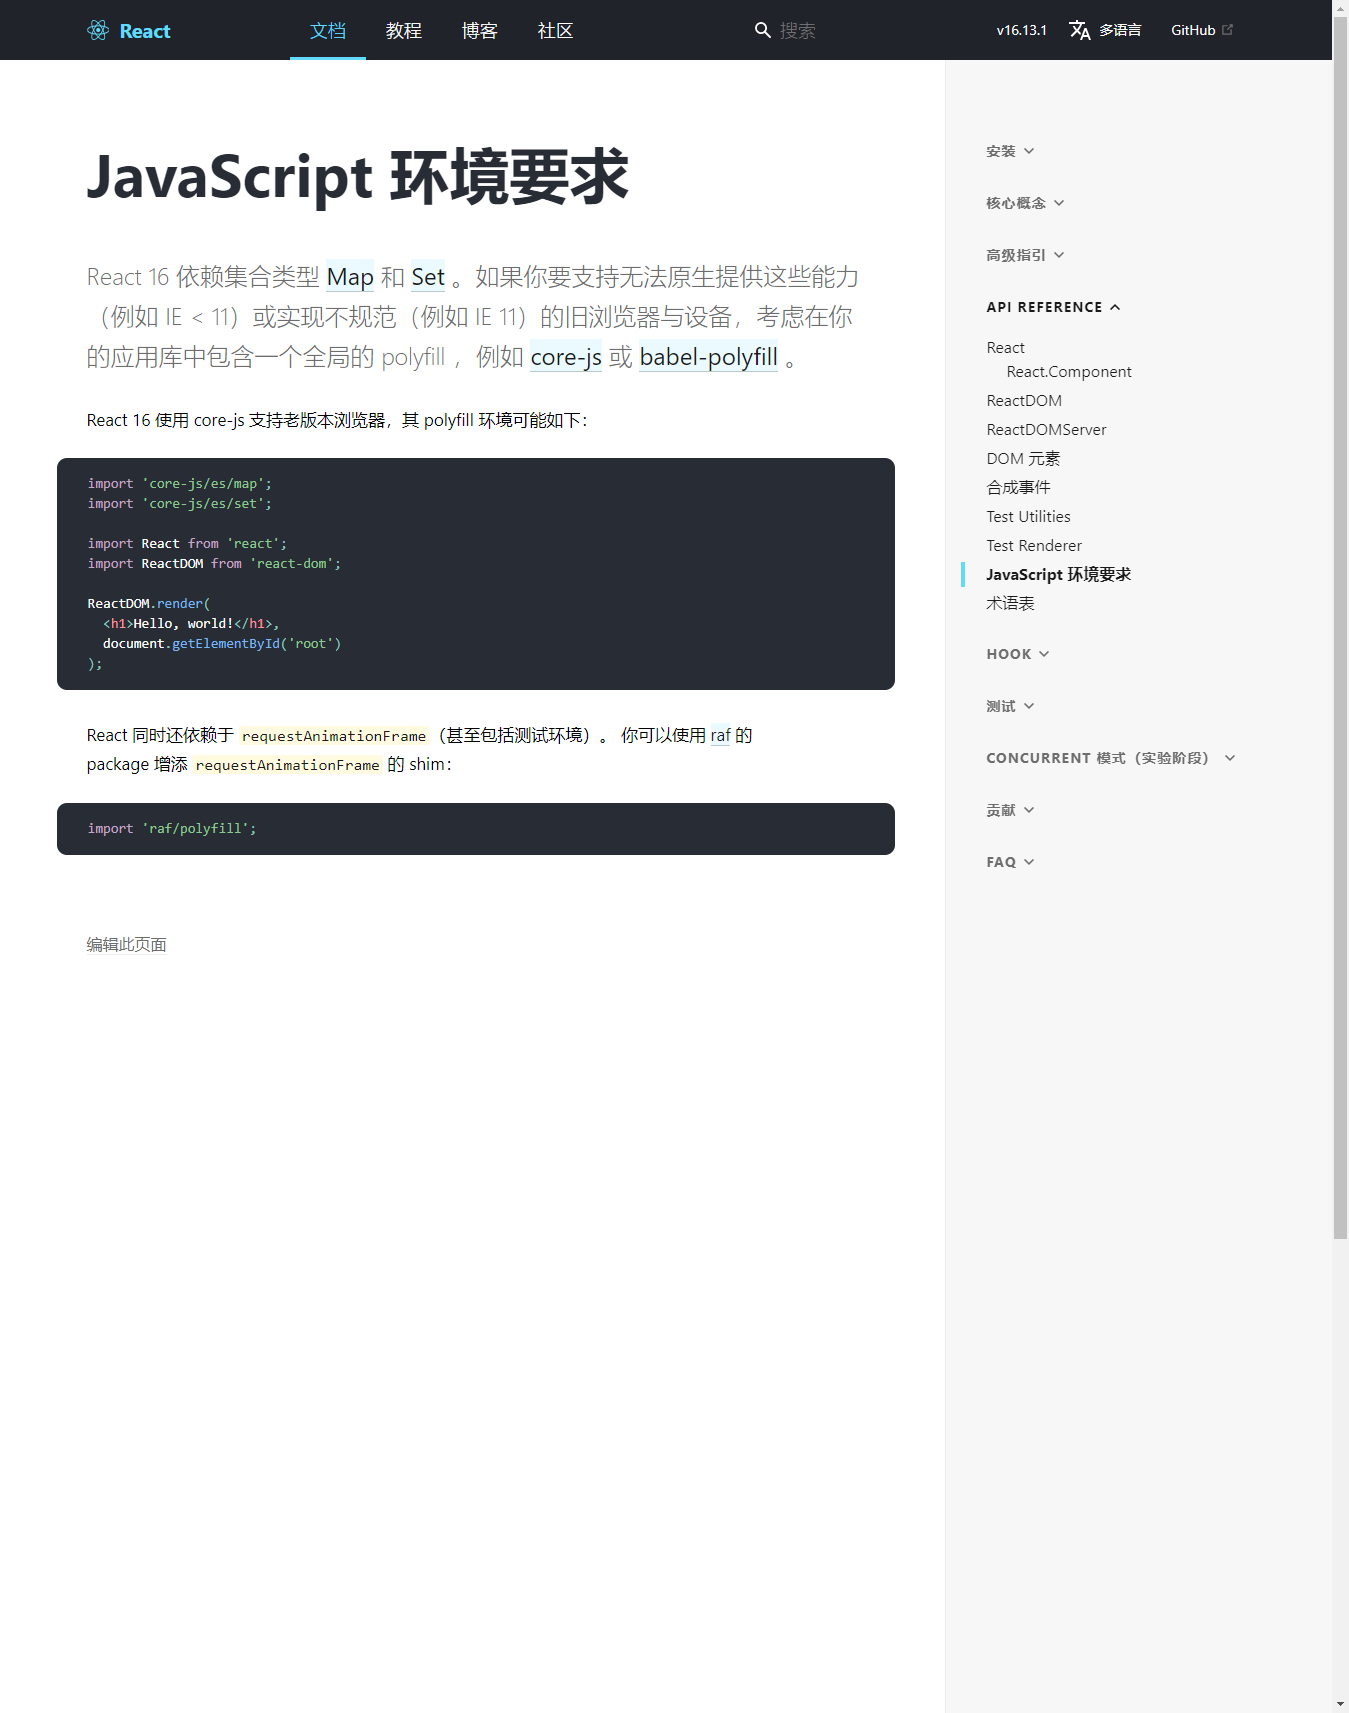 React 文档 教程 博客 社区 搜索 v16.13.1 多语言 GitHub
JavaScript 环境要求
React 16 依赖集合类型 Map 和 Set 。如果你要支持无法原生提供这些能力
（例如 IE < 11）或实现不规范（例如 IE 11）的旧浏览器与设备，考虑在你
的应用库中包含一个全局的 polyfill ，例如 core-js 或 babel-polyfill 。
React 16 使用 core-js 支持老版本浏览器，其 polyfill 环境可能如下：
import 'core-js/es/map';
import 'core-js/es/set';
import React from 'react';
import ReactDOM from 'react-dom';
ReactDOM.render(
  <h1>Hello, world!</h1>,
  document.getElementById('root')
);
React 同时还依赖于 requestAnimationFrame（甚至包括测试环境）。 你可以使用 raf 的
package 增添 requestAnimationFrame 的 shim：
import 'raf/polyfill';
编辑此页面
安装
核心概念
高级指引
API REFERENCE
React
React.Component
ReactDOM
ReactDOMServer
DOM 元素
合成事件
Test Utilities
Test Renderer
JavaScript 环境要求
术语表
HOOK
测试
CONCURRENT 模式（实验阶段）
贡献
FAQ